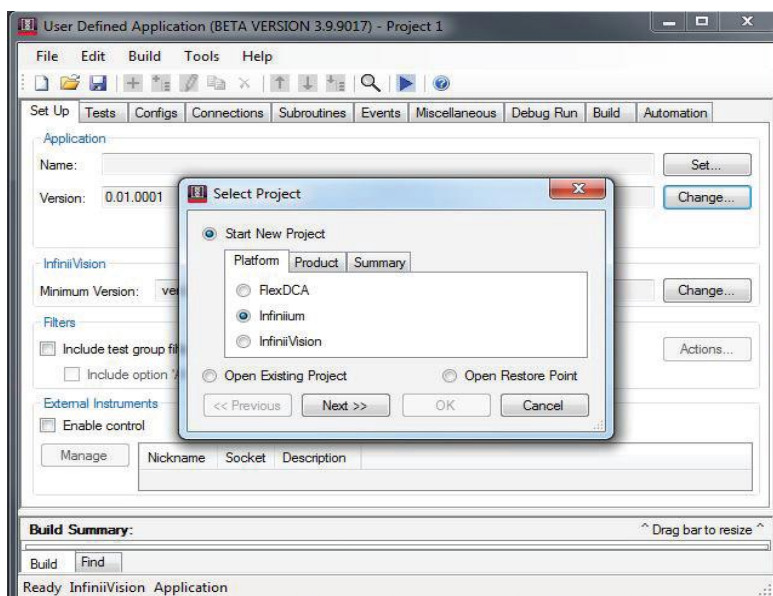 User Defined Application (BETA VERSION 3.9.9017) - Project 1
File Edit Build Tools Help
Set Up Tests Configs Connections Subroutines Events Miscellaneous Debug Run Build Automation
Application
Name: Set...
Version: 0.01.0001 Change...
Select Project
Start New Project
Platform Product Summary
FlexDCA
Infiniium
InfiniiVision
Open Existing Project Open Restore Point
<< Previous Next >> OK Cancel
InfiniiVision
Minimum Version: Change...
Filters
Include test group Actions...
Include option
External Instruments
Enable control
Manage Nickname Socket Description
Build Summary: ^ Drag bar to resize ^
Build Find
Ready InfiniiVision Application